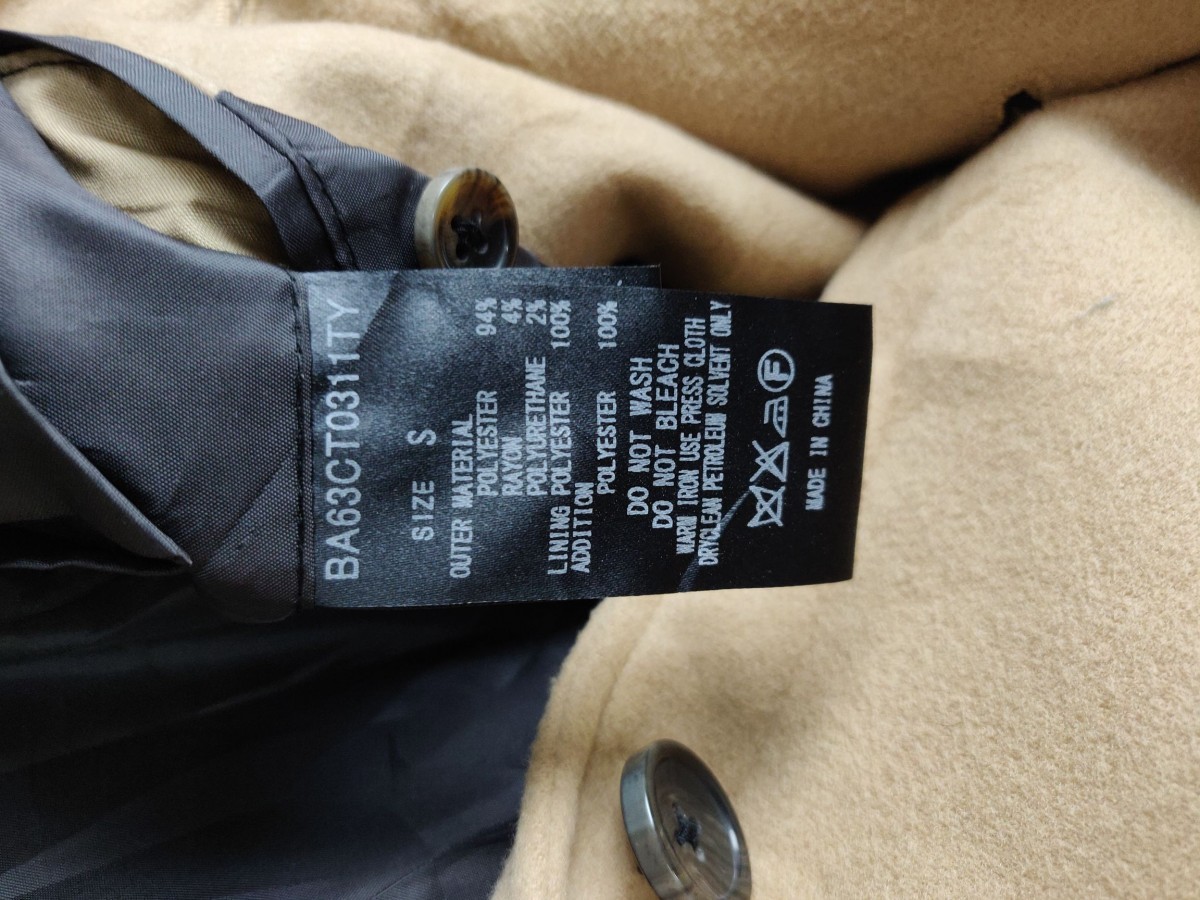 BA63CT0311TY
SIZE S
OUTER MATERIAL
POLYESTER 94%
RAYON 4%
POLYURETHANE 2%
LINING POLYESTER 100%
ADDITION
POLYESTER 100%
DO NOT WASH
DO NOT BLEACH
WARM IRON USE PRESS CLOTH
DRYCLEAN PETROLEUM SOLVENT ONLY
F
MADE IN CHINA